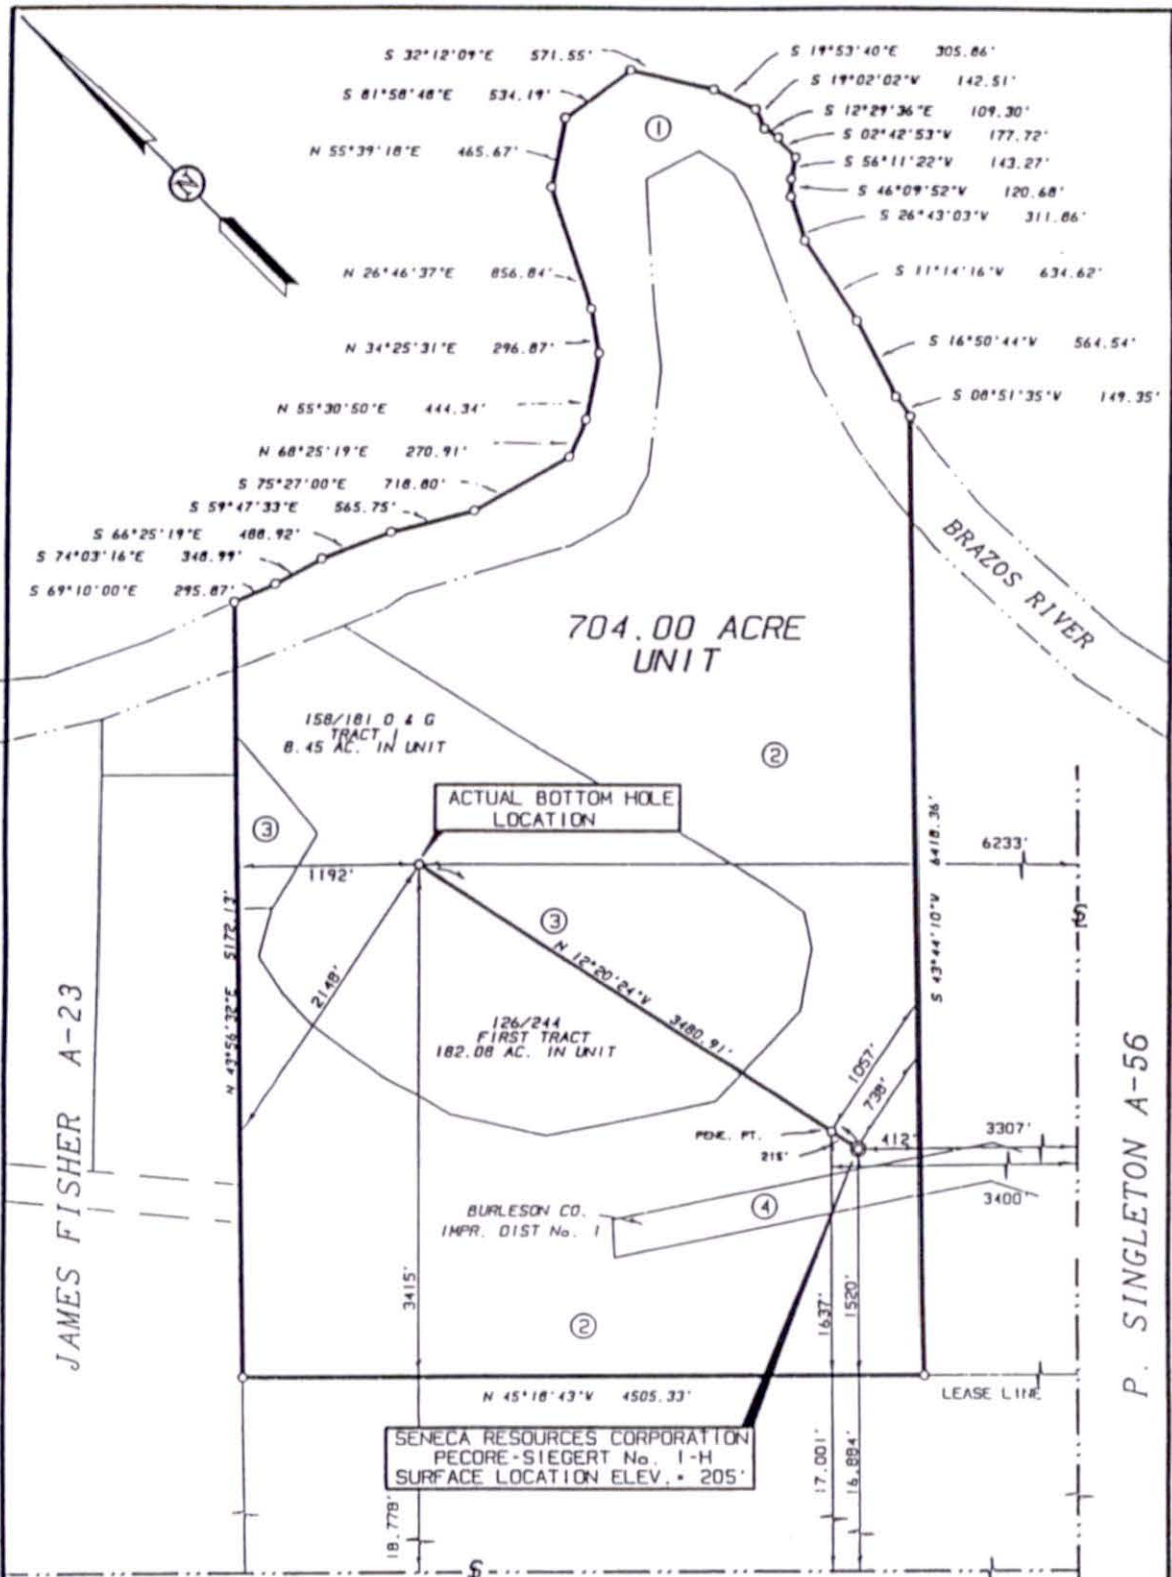 S 32°12'09"E 571.55'
S 19°53'40"E 305.86'
S 19°02'02"W 142.51'
S 81°58'48"E 534.19'
S 12°29'36"E 109.30'
S 02°42'53"W 177.72'
N 55°39'18"E 465.67'
S 56°11'22"W 143.27'
S 46°09'52"W 120.68'
S 26°43'03"W 311.86'
①
N
N 26°46'37"E 856.84'
S 11°14'16"W 634.62'
N 34°25'31"E 296.87'
S 16°50'44"W 564.54'
N 55°30'50"E 444.34'
S 08°51'35"W 149.35'
N 68°25'19"E 270.91'
S 75°27'00"E 718.80'
S 59°47'33"E 565.75'
S 66°25'19"E 488.92'
S 74°03'16"E 348.99'
S 69°10'00"E 295.87'
BRAZOS RIVER
704.00 ACRE
UNIT
158/181 O & G
TRACT 1
8.45 AC. IN UNIT
②
ACTUAL BOTTOM HOLE
LOCATION
③
1192'
6233'
S 43°44'10"W 6418.36'
N 43°56'32"E 5172.13'
2148'
③
N 12°20'24"W 3480.91'
126/244
FIRST TRACT
182.08 AC. IN UNIT
JAMES FISHER A-23
P. SINGLETON A-56
1057'
738'
PENE. PT.
215'
412'
3307'
3400'
BURLESON CO.
IMPR. DIST No. 1
④
3415'
1637'
1520'
②
N 45°18'43"W 4505.33'
LEASE LINE
SENECA RESOURCES CORPORATION
PECORE-SIEGERT No. 1-H
SURFACE LOCATION ELEV. = 205'
18,778'
17,001'
16,884'